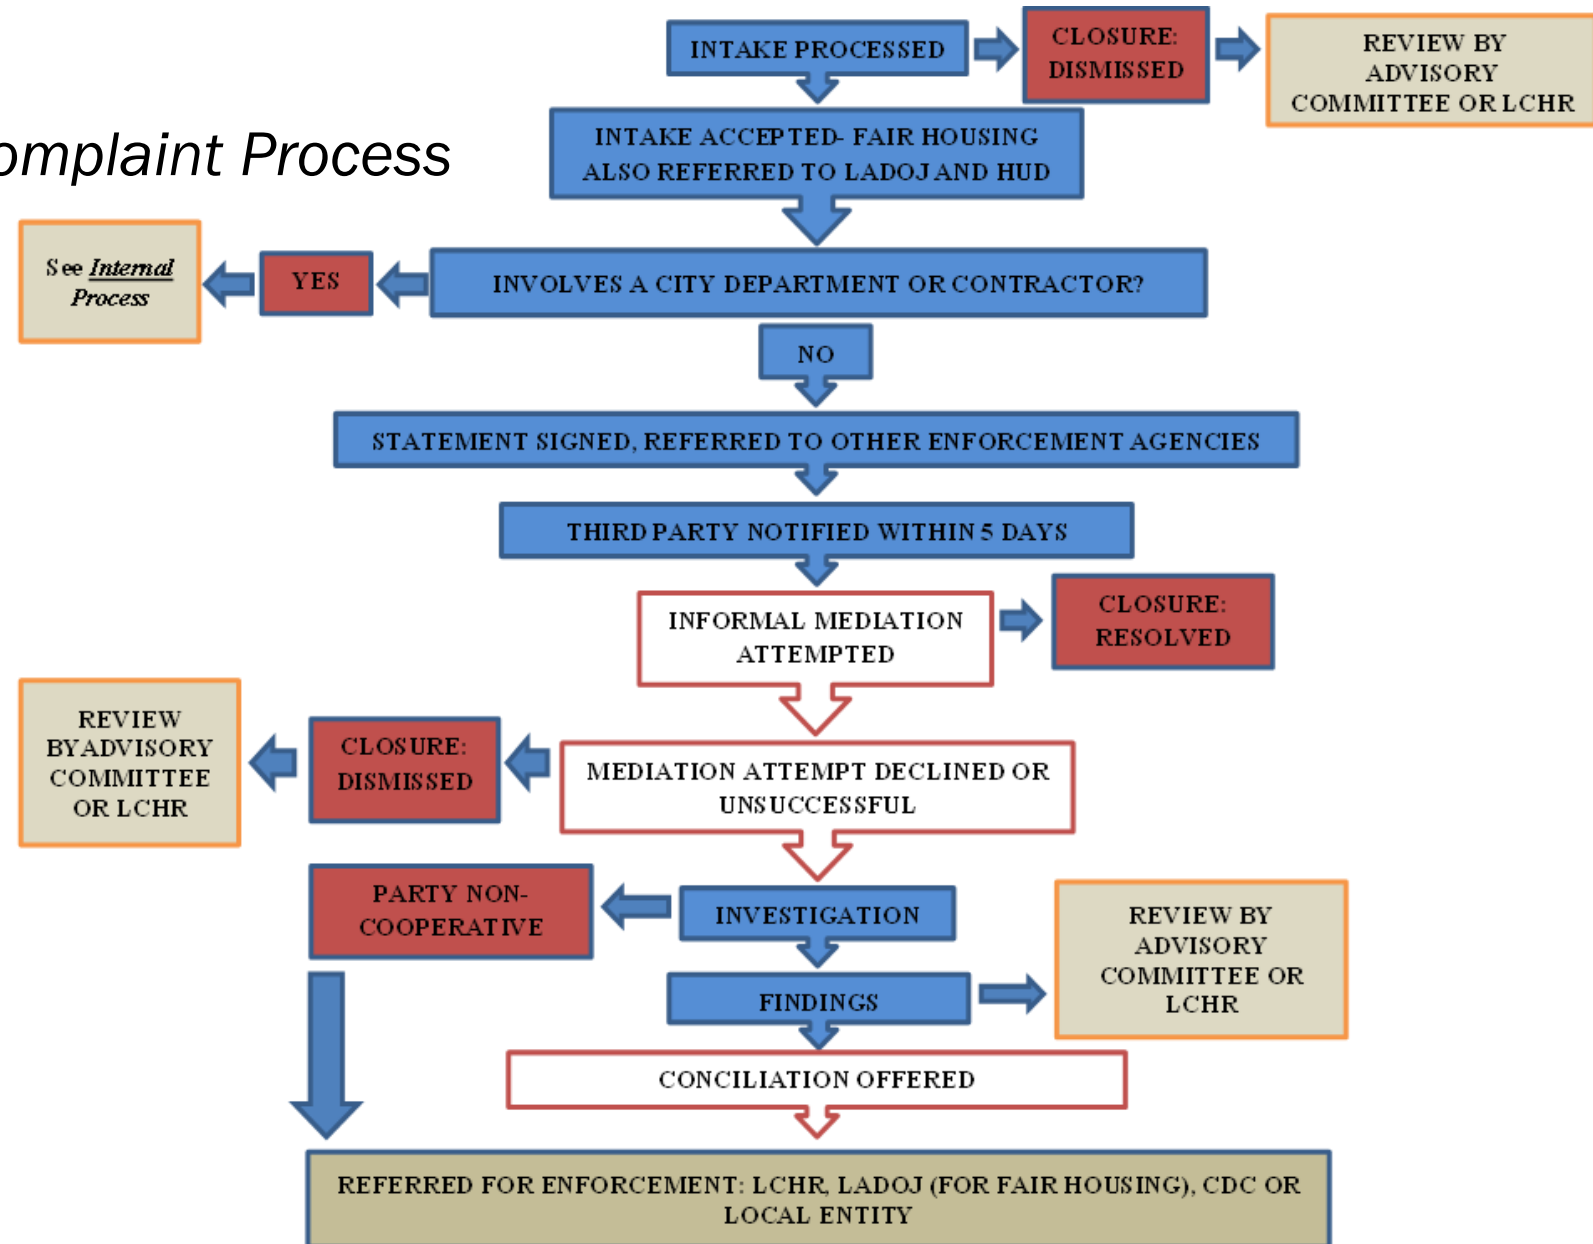 INTAKE PROCESSED
CLOSURE:
DISMISSED
REVIEW BY
ADVISORY
COMMITTEE OR LCHR
omplaint Process
INTAKE ACCEPTED- FAIR HOUSING
ALSO REFERRED TO LADOJ AND HUD
See Internal
Process
YES
INVOLVES A CITY DEPARTMENT OR CONTRACTOR?
NO
STATEMENT SIGNED, REFERRED TO OTHER ENFORCEMENT AGENCIES
THIRD PARTY NOTIFIED WITHIN 5 DAYS
INFORMAL MEDIATION
ATTEMPTED
CLOSURE:
RESOLVED
REVIEW
BY ADVISORY
COMMITTEE
OR LCHR
CLOSURE:
DISMISSED
MEDIATION ATTEMPT DECLINED OR
UNSUCCESSFUL
PARTY NON-
COOPERATIVE
INVESTIGATION
REVIEW BY
ADVISORY
COMMITTEE OR
LCHR
FINDINGS
CONCILIATION OFFERED
REFERRED FOR ENFORCEMENT: LCHR, LADOJ (FOR FAIR HOUSING), CDC OR
LOCAL ENTITY